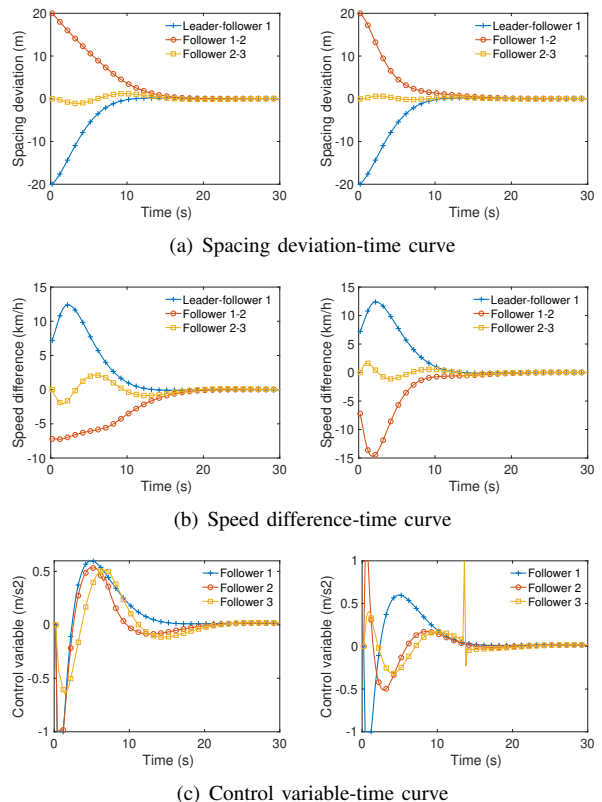 20
10
0
-10
-20
0 10 20 30
Spacing deviation (m)
Time (s)
Leader-follower 1
Follower 1-2
Follower 2-3
20
10
0
-10
-20
0 10 20 30
Spacing deviation (m)
Time (s)
Leader-follower 1
Follower 1-2
Follower 2-3
(a) Spacing deviation-time curve
15
10
5
0
-5
-10
0 10 20 30
Speed difference (km/h)
Time (s)
Leader-follower 1
Follower 1-2
Follower 2-3
15
10
5
0
-5
-10
-15
0 10 20 30
Speed difference (km/h)
Time (s)
Leader-follower 1
Follower 1-2
Follower 2-3
(b) Speed difference-time curve
0.5
0
-0.5
-1
0 10 20 30
Control variable (m/s2)
Time (s)
Follower 1
Follower 2
Follower 3
1
0.5
0
-0.5
-1
0 10 20 30
Control variable (m/s2)
Time (s)
Follower 1
Follower 2
Follower 3
(c) Control variable-time curve